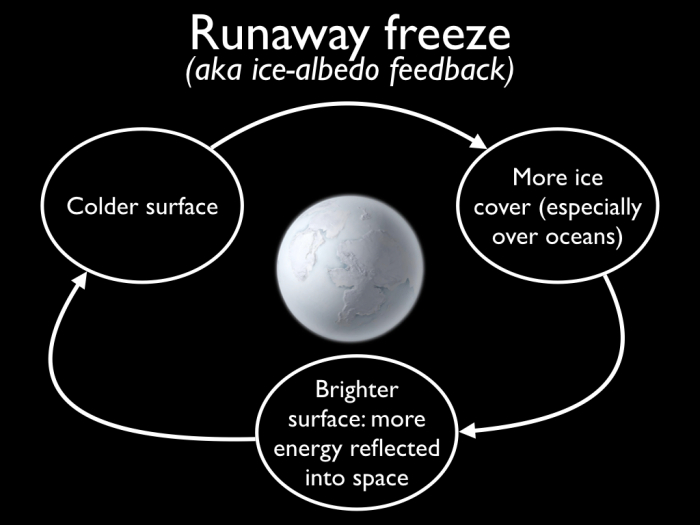 Runaway freeze
(aka ice-albedo feedback)
Colder surface
More ice
cover (especially
over oceans)
Brighter
surface: more
energy reflected
into space